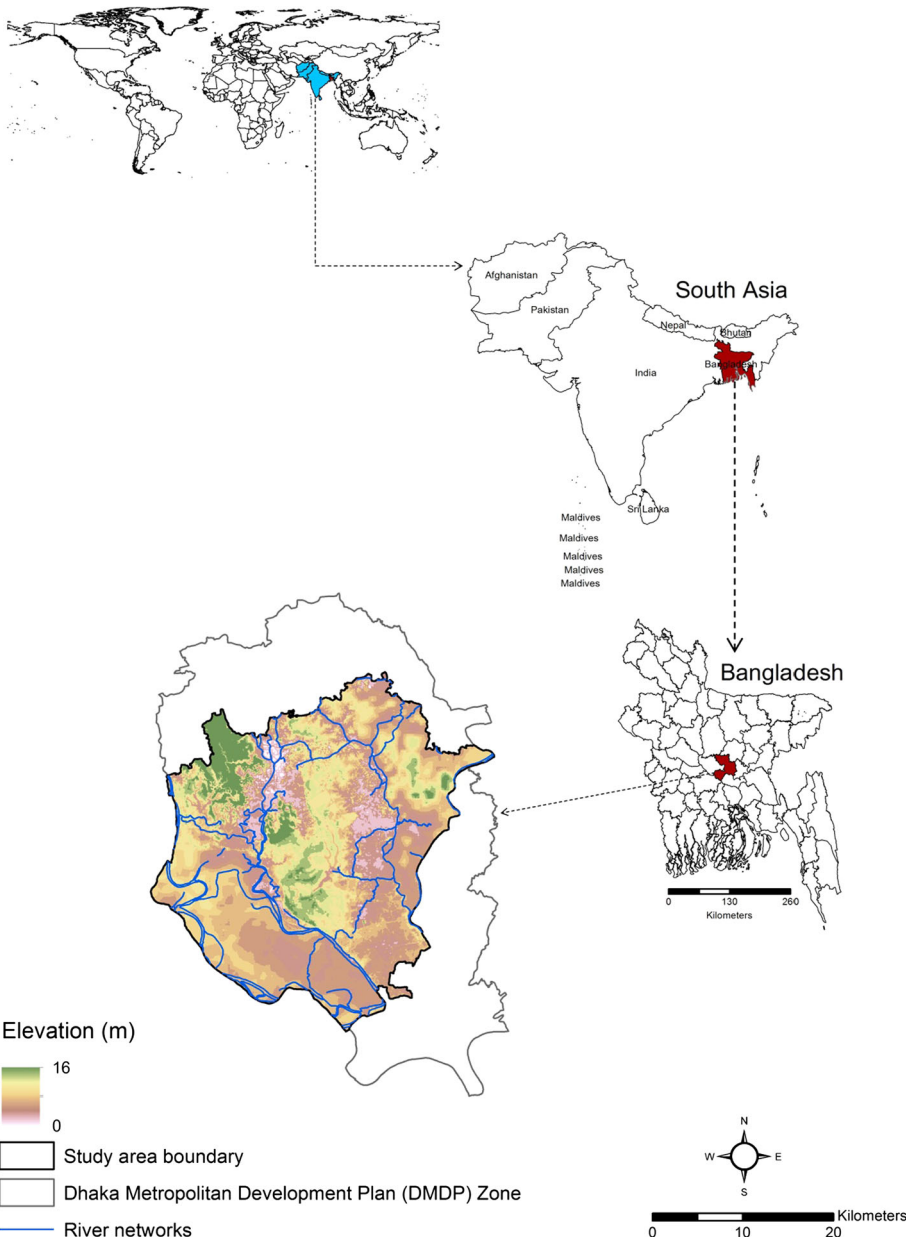 South Asia
Afghanistan
Pakistan
Nepal
Bhutan
Bangladesh
India
Sri Lanka
Maldives
Maldives
Maldives
Maldives
Maldives
Bangladesh
0 130 260
Kilometers
Elevation (m)
16
0
Study area boundary
Dhaka Metropolitan Development Plan (DMDP) Zone
River networks
N
W E
S
Kilometers
0 10 20